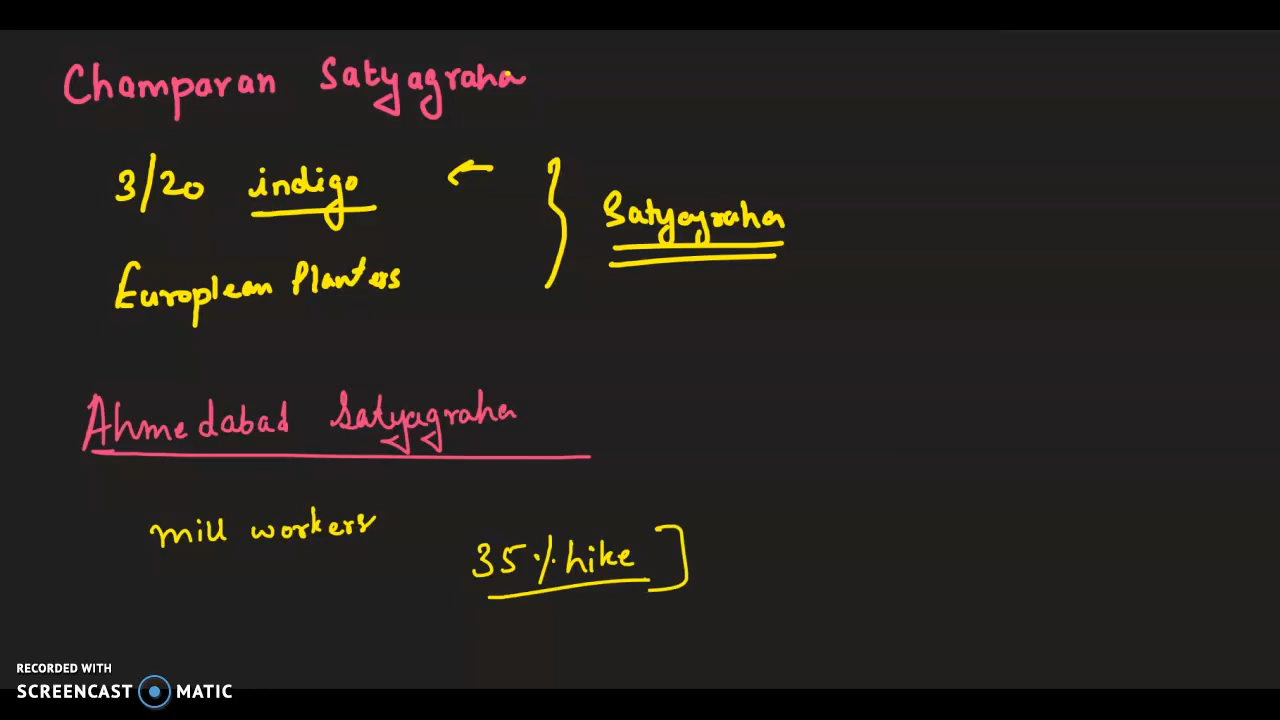 Champaran Satyagraha
3/20 indigo ←
European Planters
} Satyagraha
Ahmedabad Satyagraha
mill workers
35% hike ]
RECORDED WITH
SCREENCAST MATIC